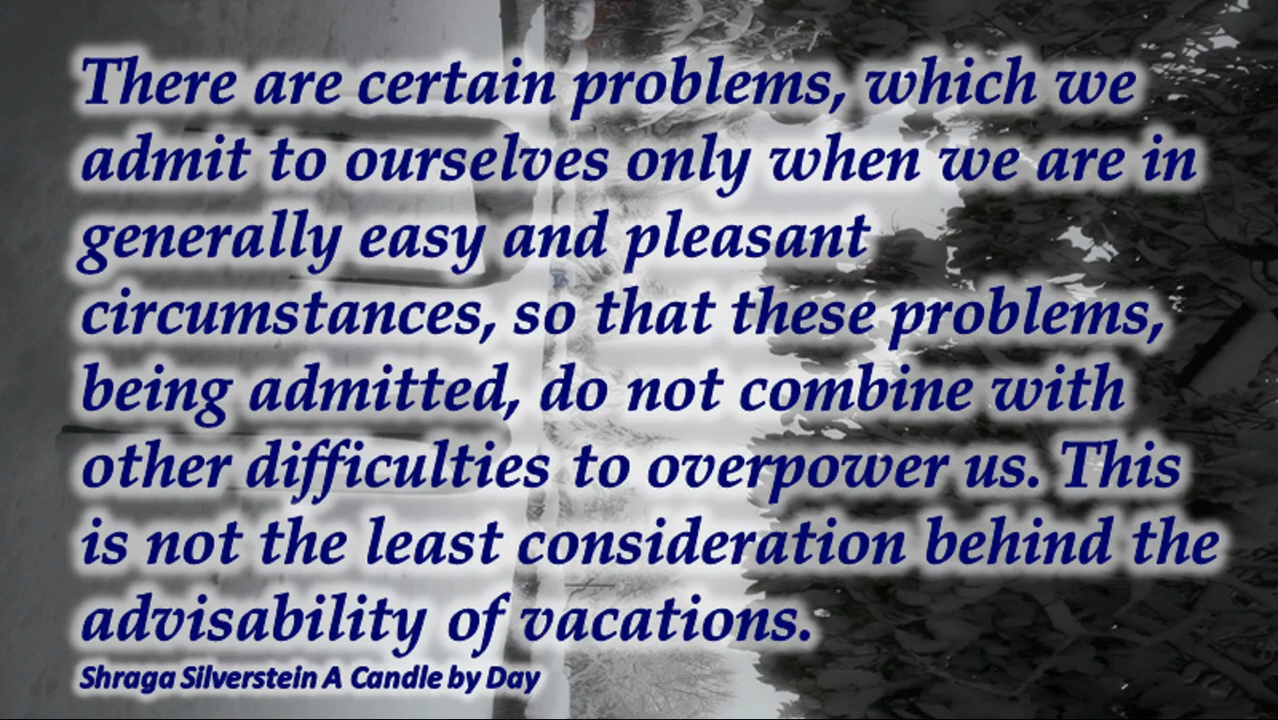 There are certain problems, which we
admit to ourselves only when we are in
generally easy and pleasant
circumstances, so that these problems,
being admitted, do not combine with
other difficulties to overpower us. This
is not the least consideration behind the
advisability of vacations.
Shraga Silverstein A Candle by Day